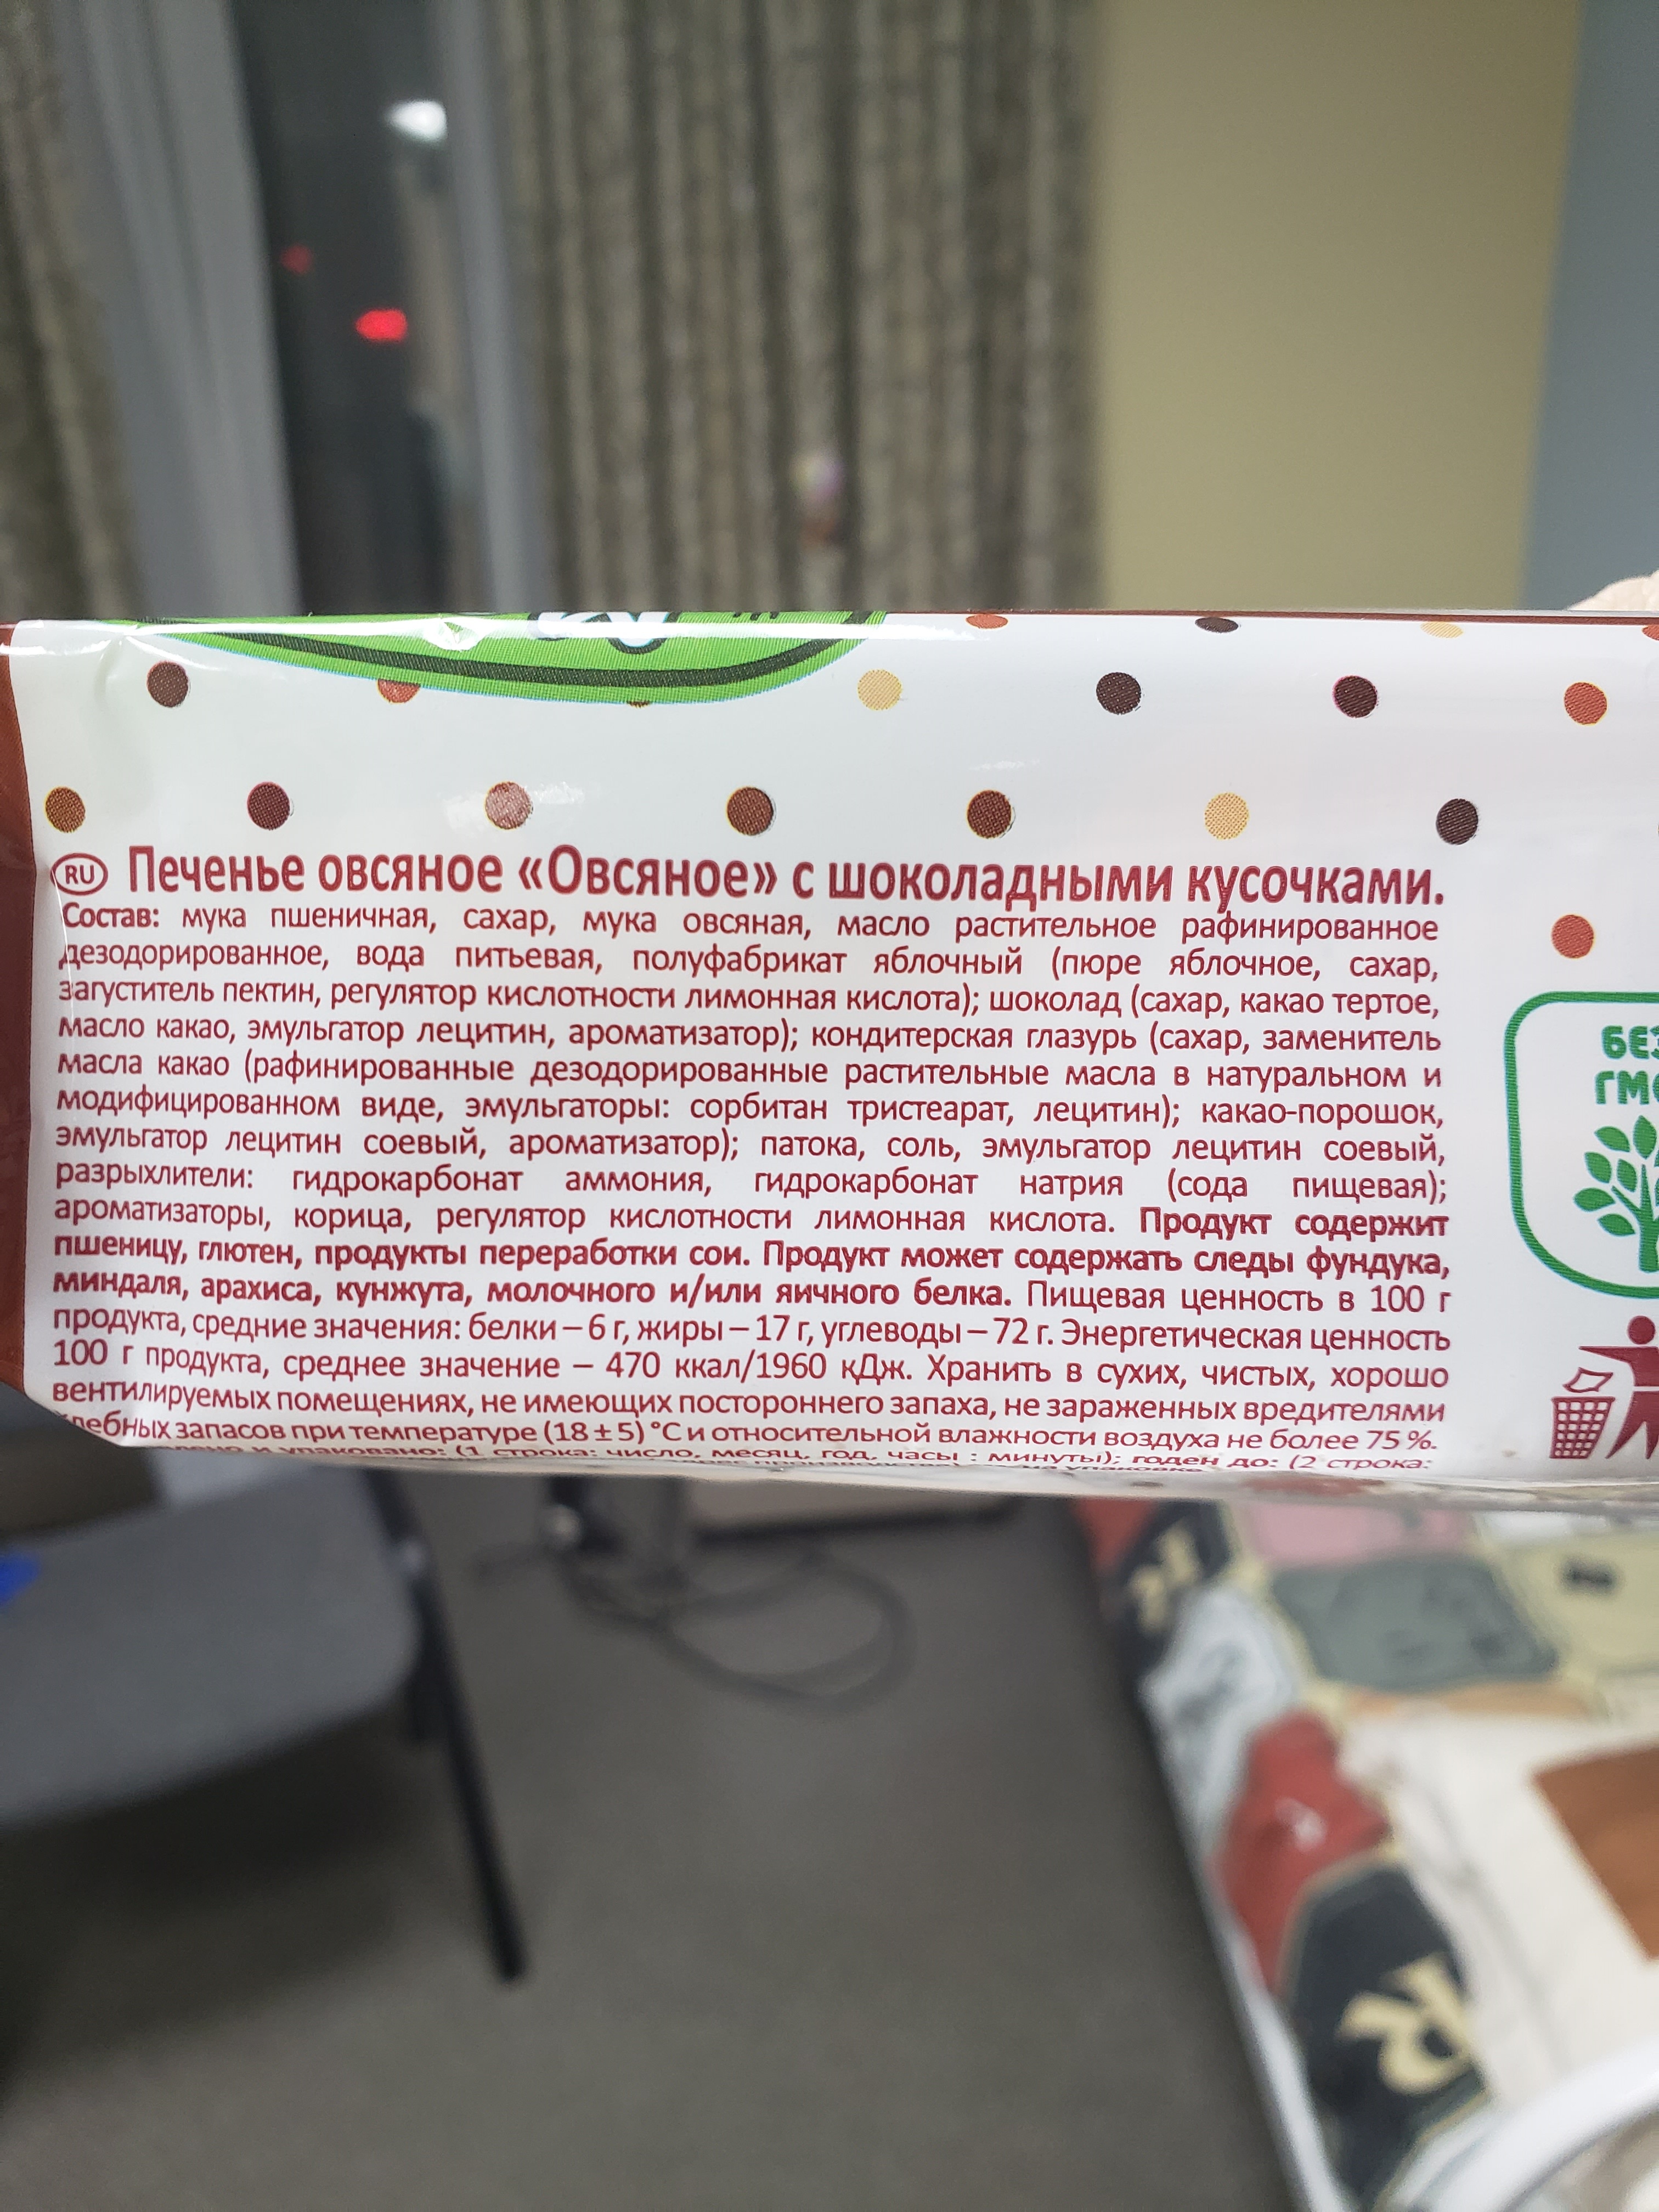 RU Печенье овсяное «Овсяное» с шоколадными кусочками.
Состав: мука пшеничная, сахар, мука овсяная, масло растительное рафинированное
дезодорированное, вода питьевая, полуфабрикат яблочный (пюре яблочное, сахар,
загуститель пектин, регулятор кислотности лимонная кислота); шоколад (сахар, какао тертое,
масло какао, эмульгатор лецитин, ароматизатор); кондитерская глазурь (сахар, заменитель
масла какао (рафинированные дезодорированные растительные масла в натуральном и
модифицированном виде, эмульгаторы: сорбитан тристеарат, лецитин); какао-порошок,
эмульгатор лецитин соевый, ароматизатор); патока, соль, эмульгатор лецитин соевый,
разрыхлители: гидрокарбонат аммония, гидрокарбонат натрия (сода пищевая);
ароматизаторы, корица, регулятор кислотности лимонная кислота. Продукт содержит
пшеницу, глютен, продукты переработки сои. Продукт может содержать следы фундука,
миндаля, арахиса, кунжута, молочного и/или яичного белка. Пищевая ценность в 100 г
продукта, средние значения: белки – 6 г, жиры – 17 г, углеводы – 72 г. Энергетическая ценность
100 г продукта, среднее значение – 470 ккал/1960 кДж. Хранить в сухих, чистых, хорошо
вентилируемых помещениях, не имеющих постороннего запаха, не зараженных вредителями
лебных запасов при температуре (18 ± 5) °С и относительной влажности воздуха не более 75 %.
и упаковано: (1 строка: число, месяц, год, часы : минуты); годен до: (2 строка:
БЕЗ
ГМО
R